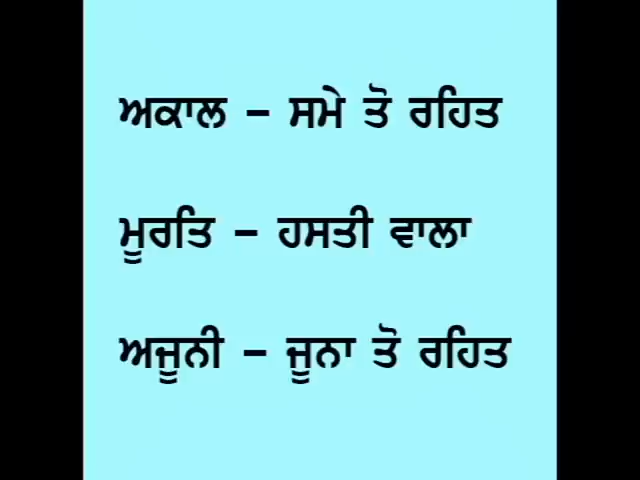 ਅਕਾਲ – ਸਮੇ ਤੋ ਰਹਿਤ
ਮੂਰਤਿ – ਹਸਤੀ ਵਾਲਾ
ਅਜੂਨੀ – ਜੂਨਾ ਤੋ ਰਹਿਤ